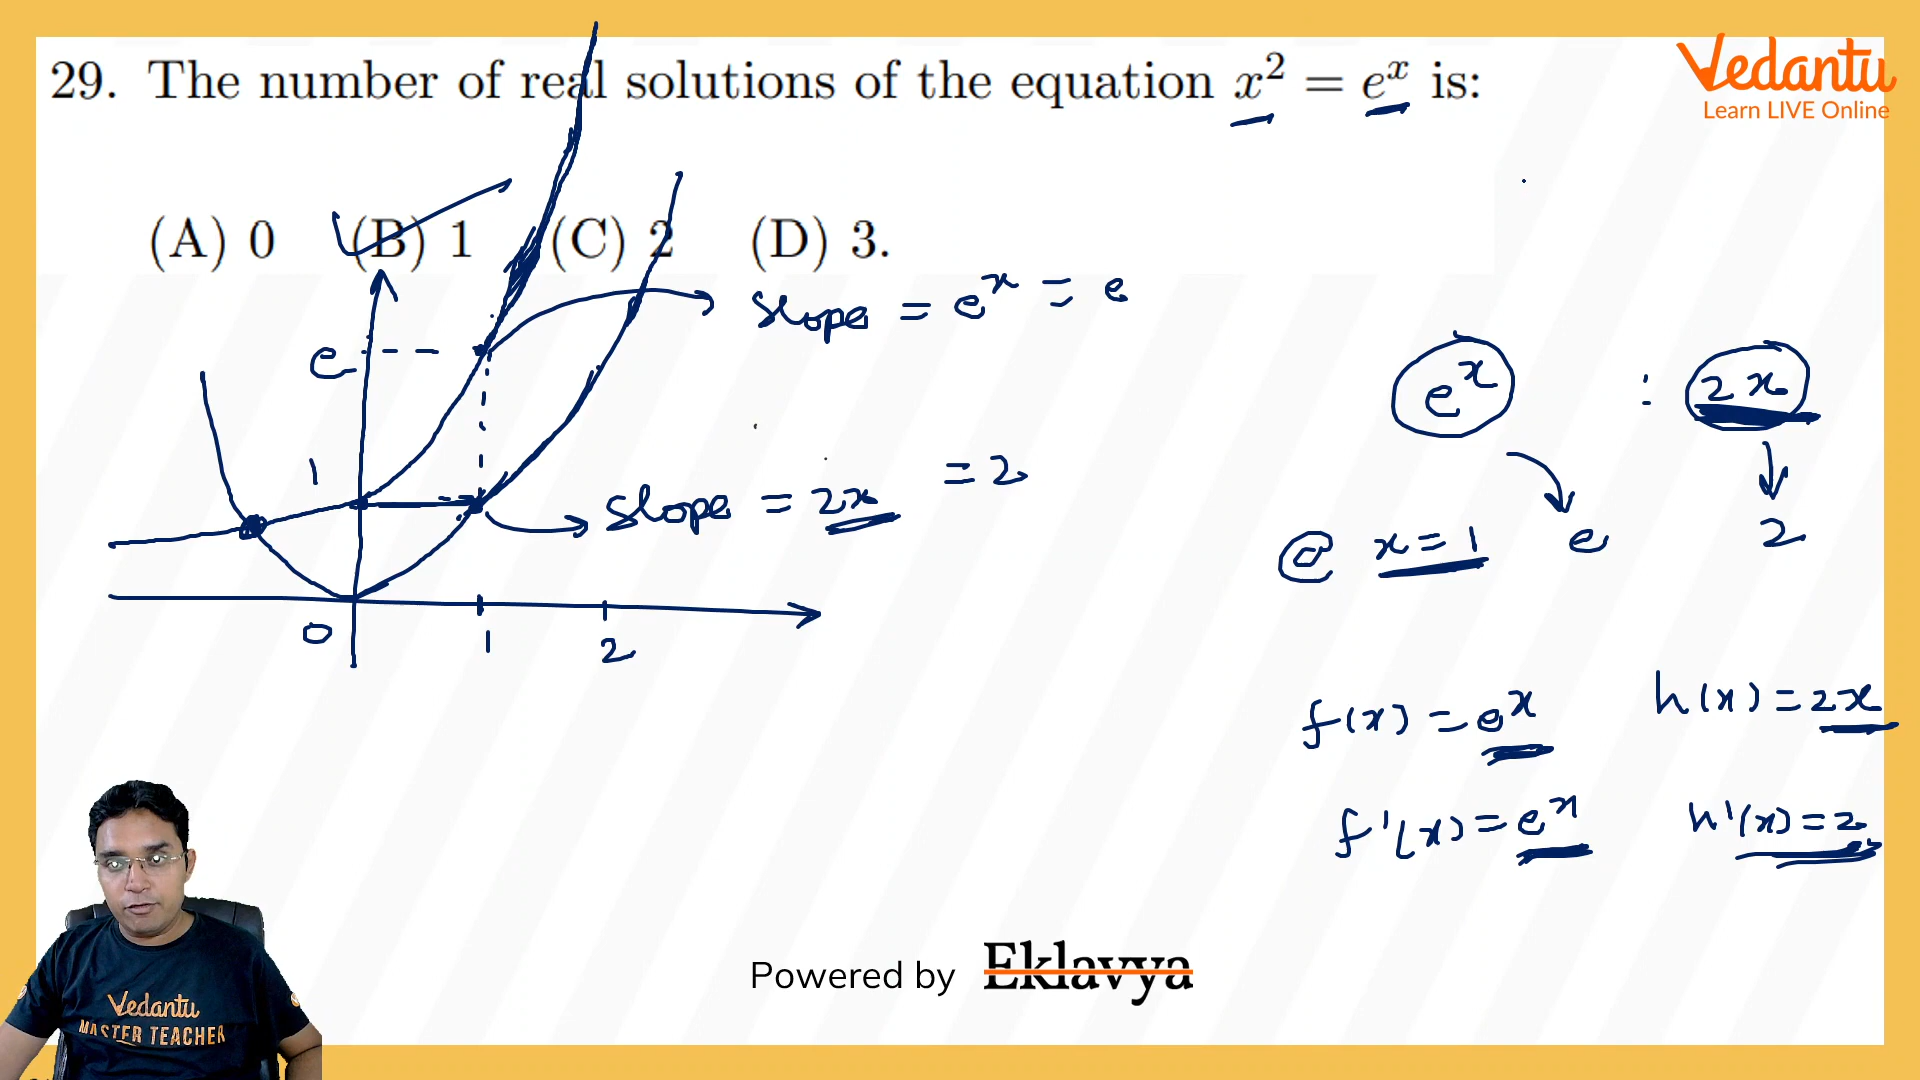 29. The number of real solutions of the equation x² = eˣ is:
Vedantu
Learn LIVE Online
(A) 0 (B) 1 (C) 2 (D) 3.
slope = eˣ = e
e
1
slope = 2x = 2
0 1 2
eˣ : 2x
@ x = 1 e 2
f(x) = eˣ h(x) = 2x
f'(x) = eˣ h'(x) = 2
Powered by Eklavya
Vedantu
MASTER TEACHER